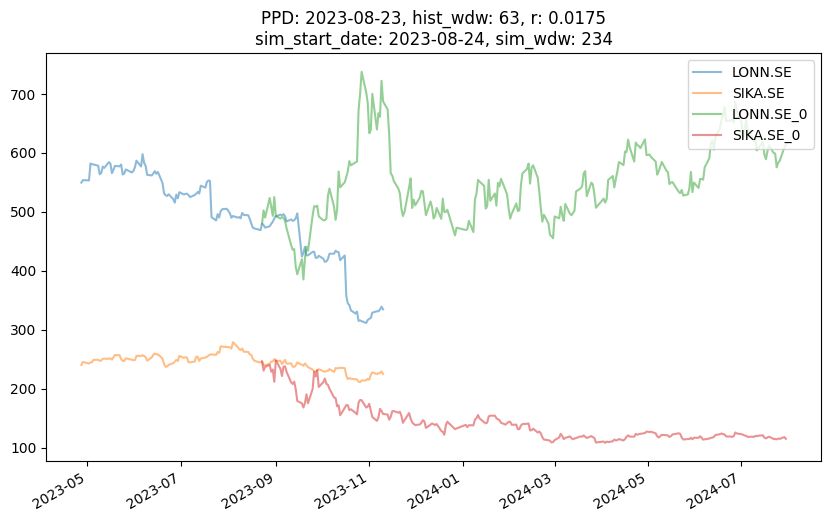 PPD: 2023-08-23, hist_wdw: 63, r: 0.0175
sim_start_date: 2023-08-24, sim_wdw: 234
LONN.SE
SIKA.SE
LONN.SE_0
SIKA.SE_0
700
600
500
400
300
200
100
2023-05
2023-07
2023-09
2023-11
2024-01
2024-03
2024-05
2024-07